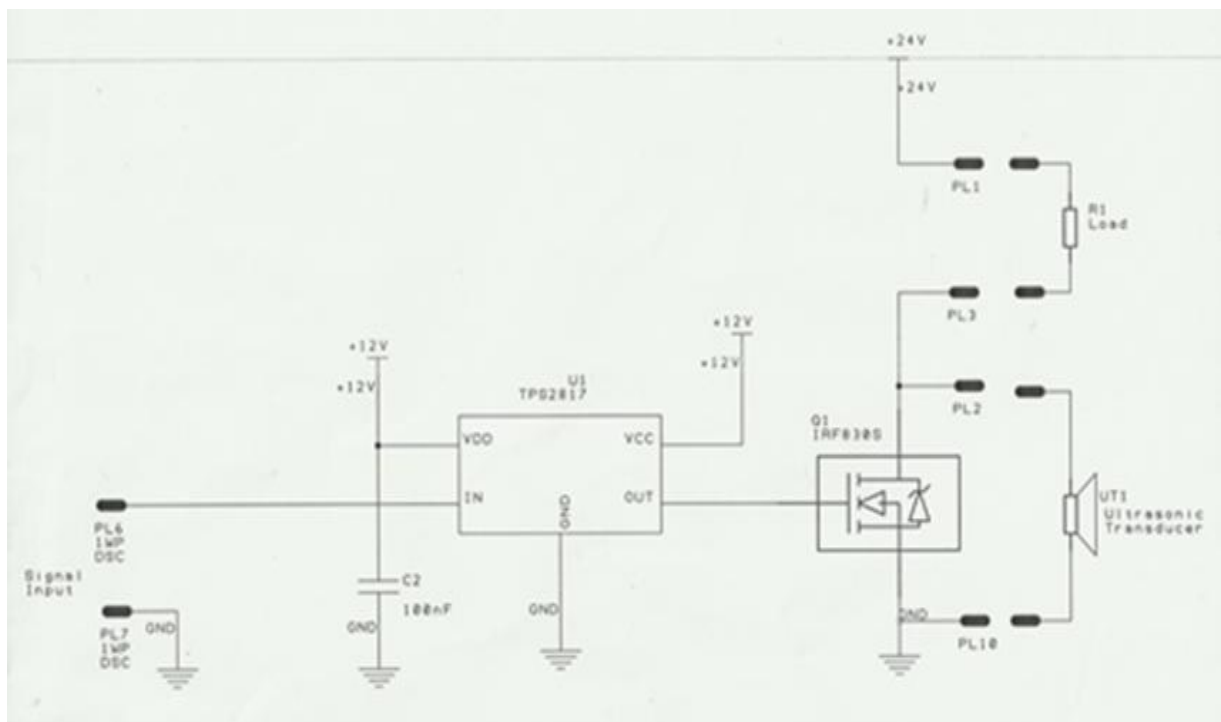 +24V
+24V
PL1
R1
Load
PL3
+12V
+12V
+12V
+12V
U1
TPS2817
VDD
VCC
IN
OUT
GND
Q1
IRF830S
PL2
UT1
Ultrasonic
Transducer
PL6
1WP
DSC
Signal
Input
PL7
1WP
DSC
GND
C2
100nF
GND
GND
GND
PL10